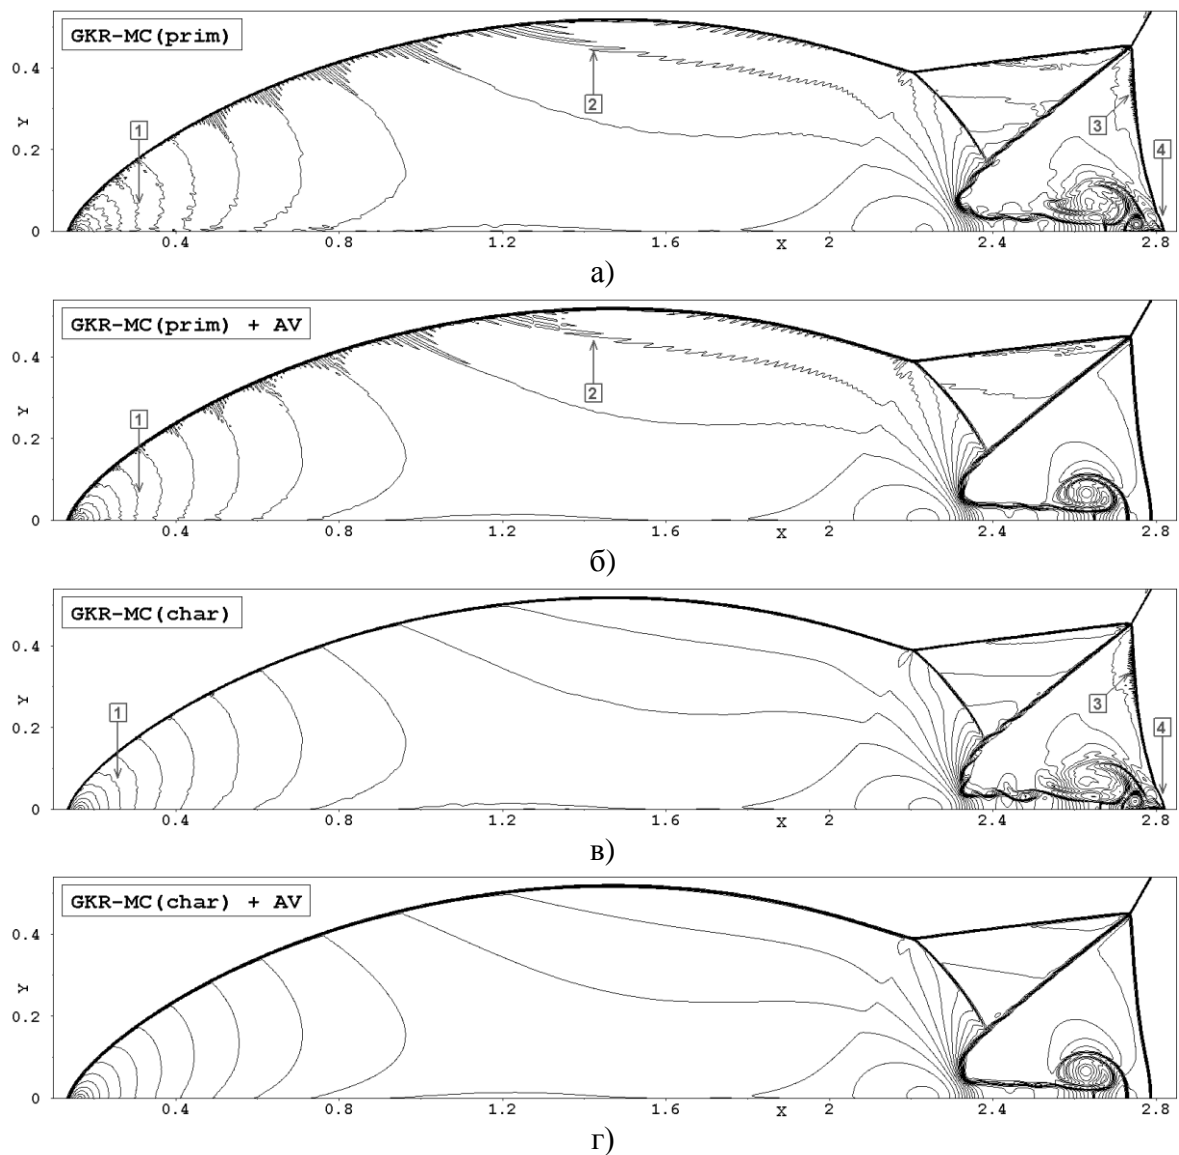 GKR-MC(prim)
0.4
Y
0.2
0
1
2
3
4
0.4 0.8 1.2 1.6 X 2 2.4 2.8
а)
GKR-MC(prim) + AV
0.4
Y
0.2
0
1
2
0.4 0.8 1.2 1.6 X 2 2.4 2.8
б)
GKR-MC(char)
0.4
Y
0.2
0
1
3
4
0.4 0.8 1.2 1.6 X 2 2.4 2.8
в)
GKR-MC(char) + AV
0.4
Y
0.2
0
0.4 0.8 1.2 1.6 X 2 2.4 2.8
г)